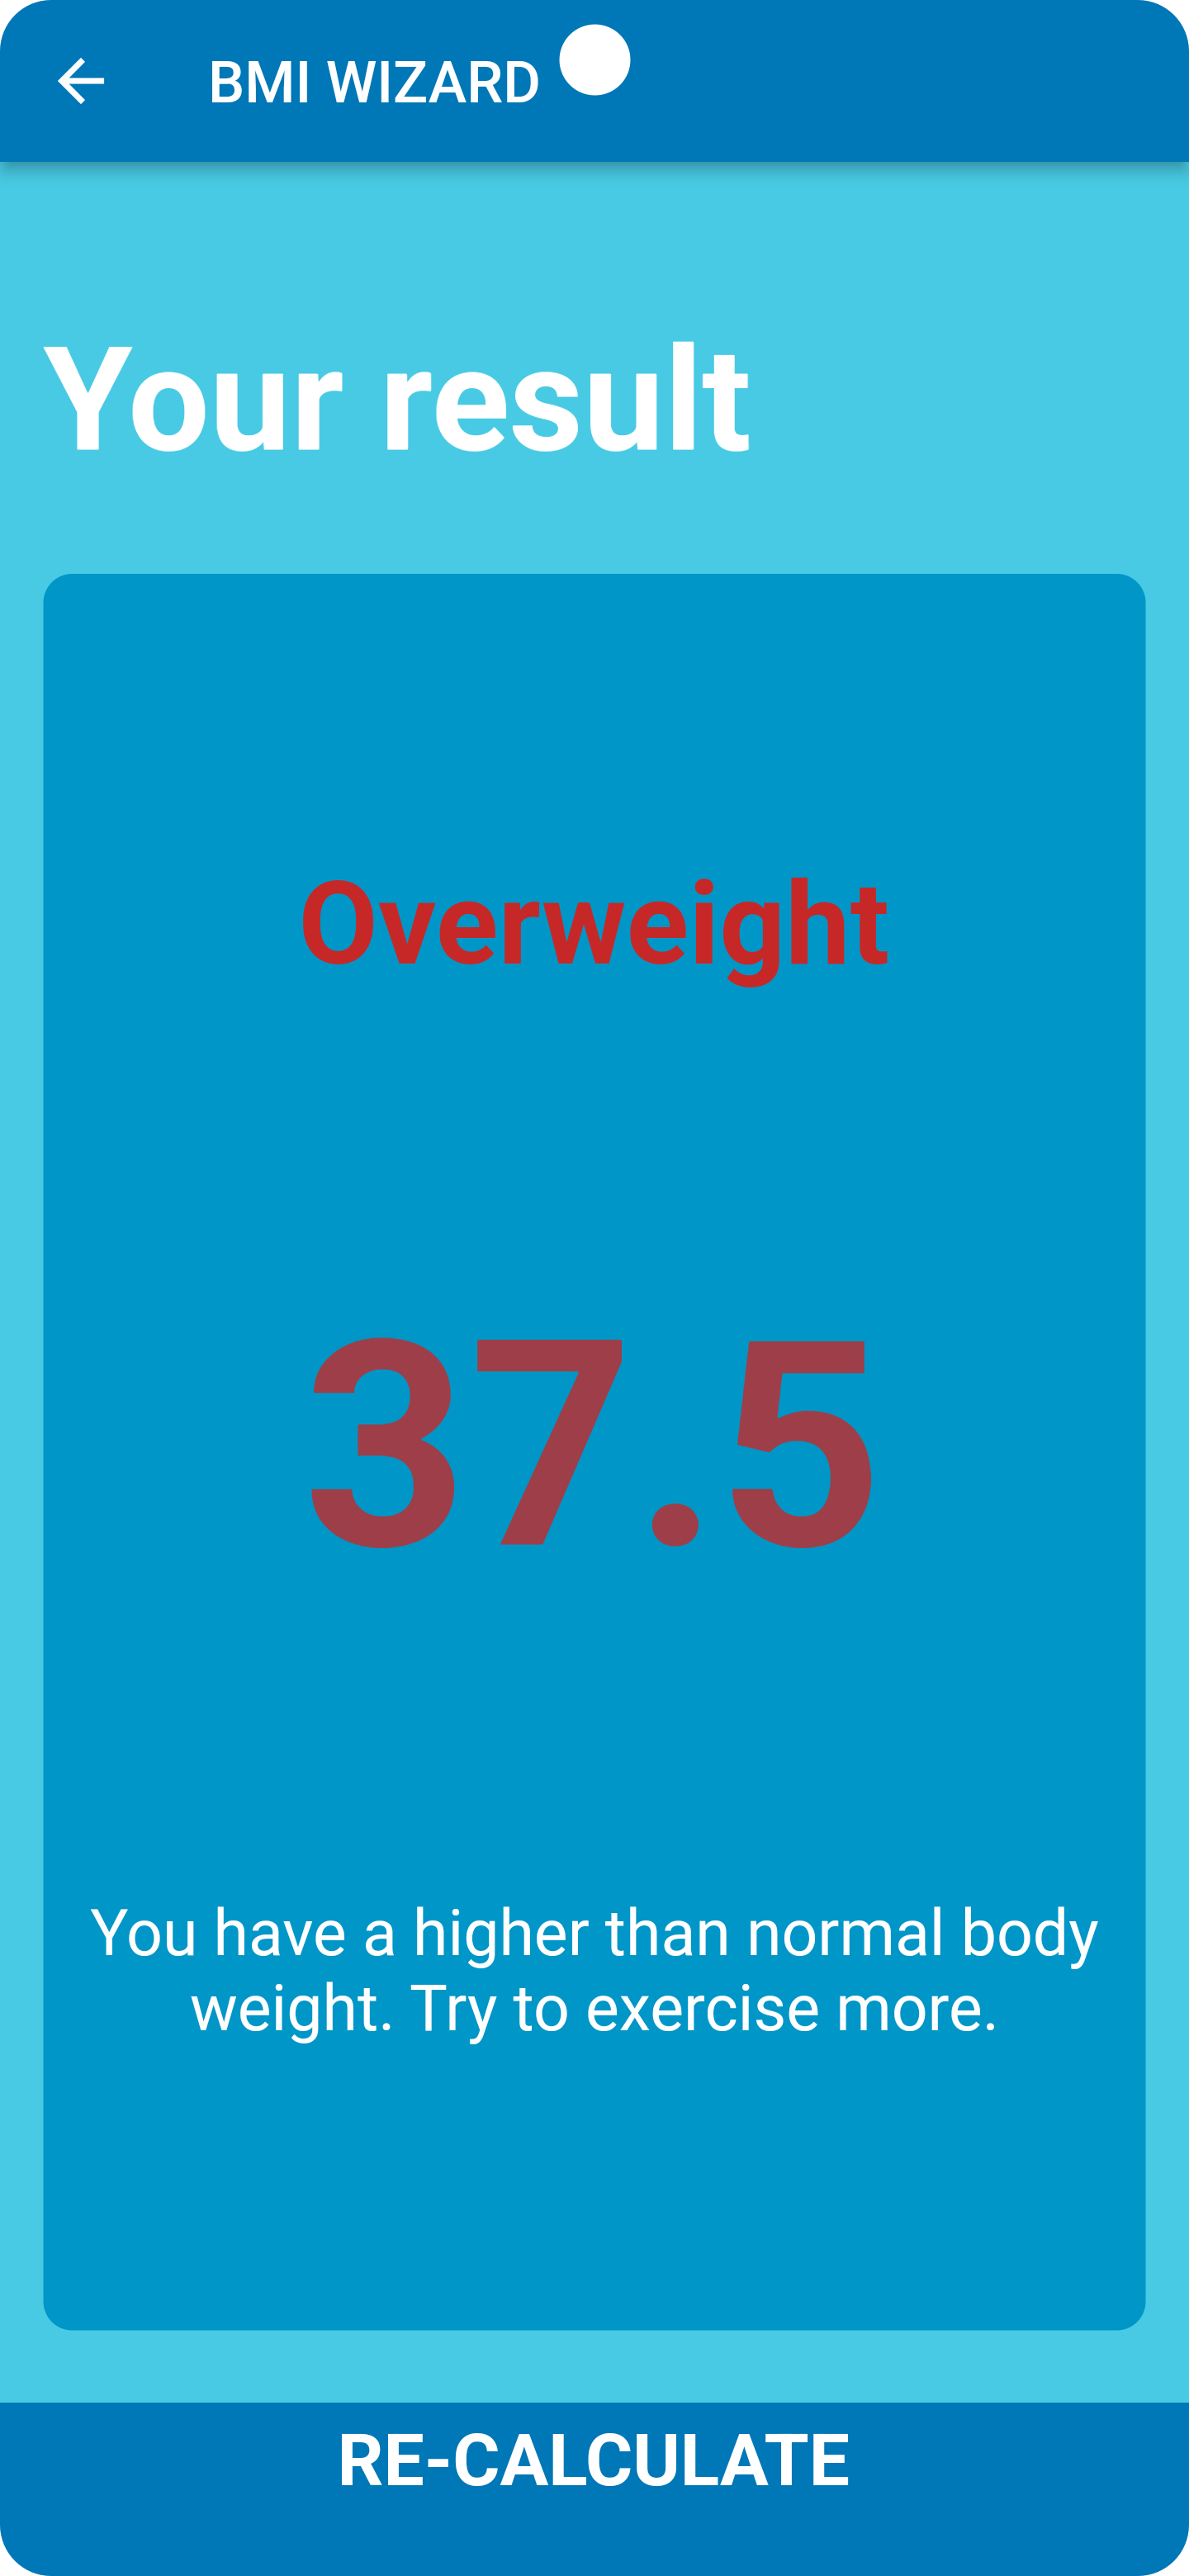 BMI WIZARD
Your result
Overweight
37.5
You have a higher than normal body
weight. Try to exercise more.
RE-CALCULATE